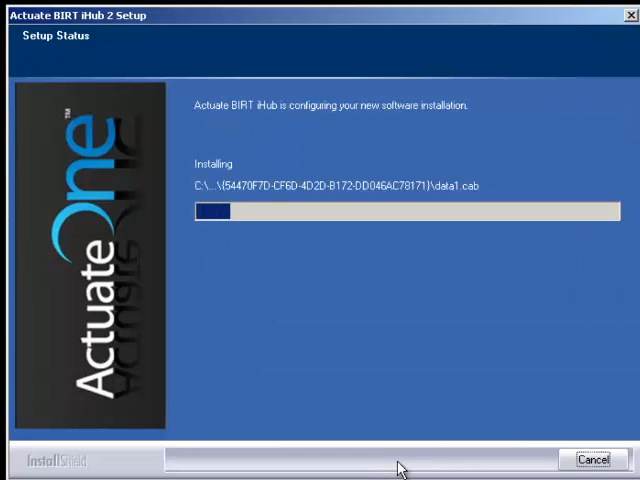 Actuate BIRT iHub 2 Setup
Setup Status
Actuate BIRT iHub is configuring your new software installation.
Installing
C:\...\{54470F7D-CF6D-4D2D-B172-DD046AC78171}\data1.cab
ActuateOne™
InstallShield
Cancel